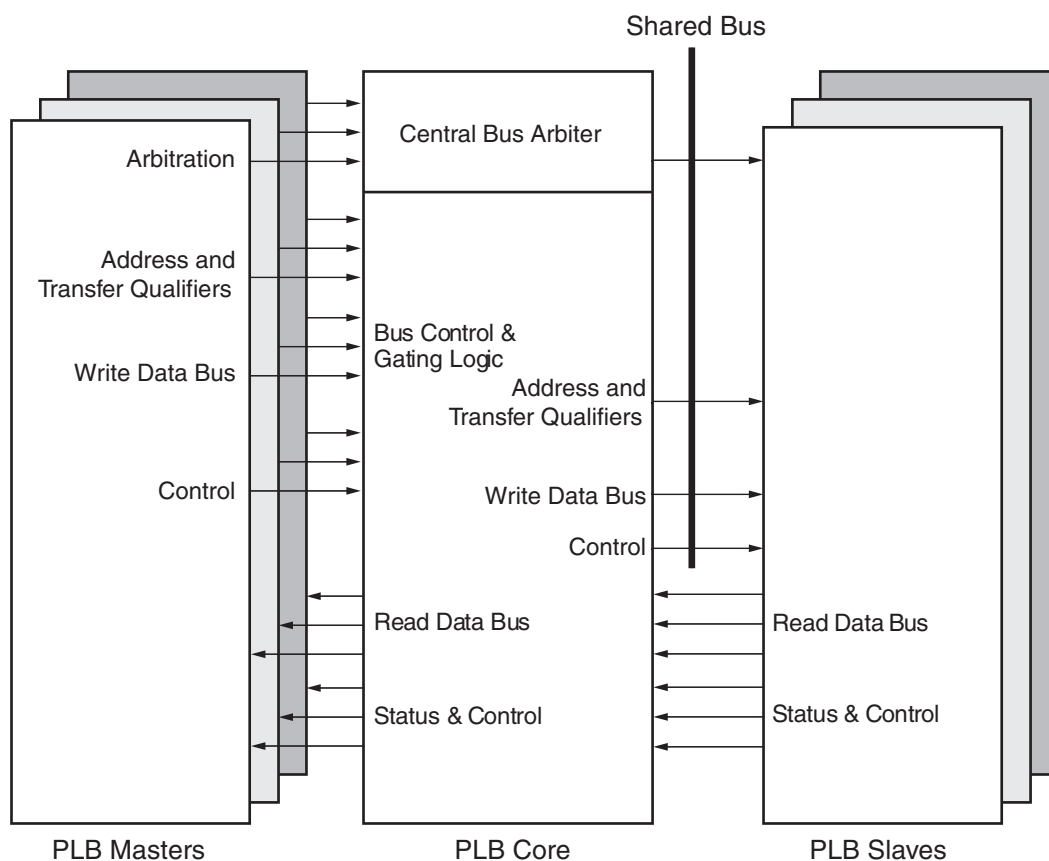 Shared Bus
Central Bus Arbiter
Arbitration
Address and
Transfer Qualifiers
Bus Control &
Gating Logic
Write Data Bus
Address and
Transfer Qualifiers
Control
Write Data Bus
Control
Read Data Bus
Read Data Bus
Status & Control
Status & Control
PLB Masters
PLB Core
PLB Slaves